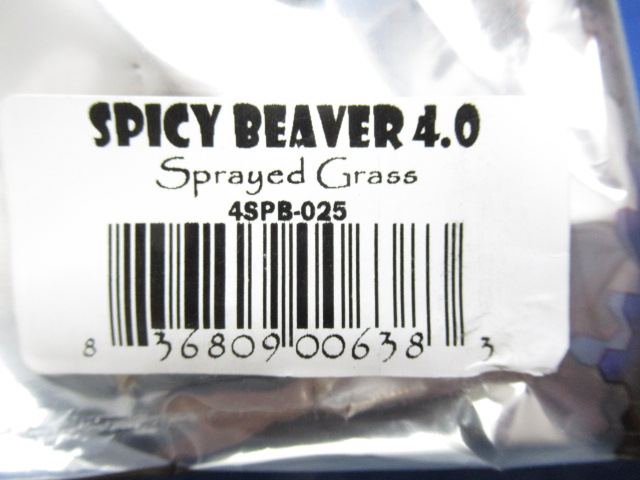 SPICY BEAVER 4.0
Sprayed Grass
4SPB-025
8 36809 00638 3